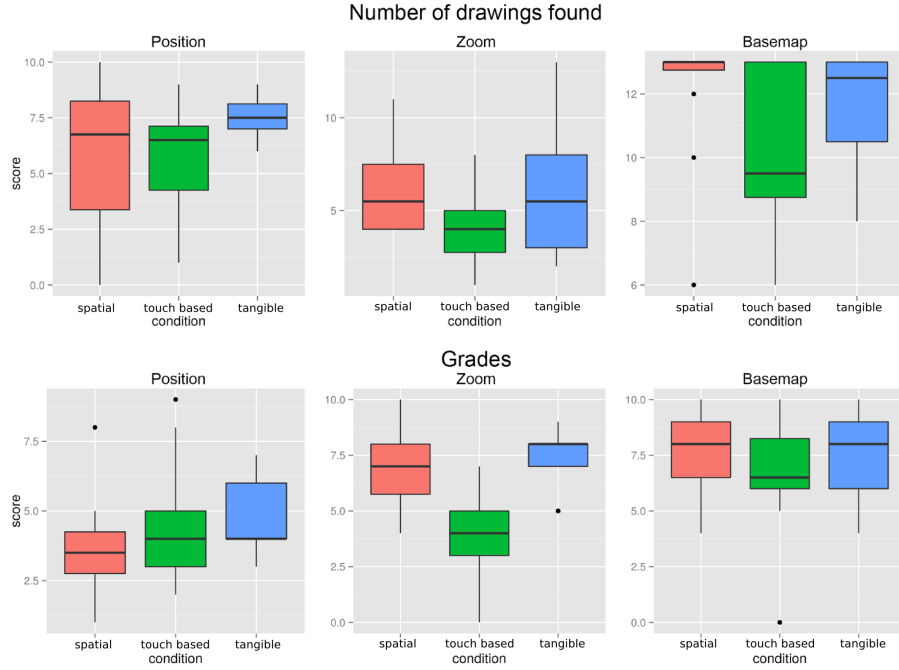 Number of drawings found
Position Zoom Basemap
10.0
7.5
5.0
2.5
0.0
score
spatial touch based tangible
condition
10
5
spatial touch based tangible
condition
12
10
8
6
spatial touch based tangible
condition
Grades
Position Zoom Basemap
7.5
5.0
2.5
score
spatial touch based tangible
condition
10.0
7.5
5.0
2.5
0.0
spatial touch based tangible
condition
10.0
7.5
5.0
2.5
0.0
spatial touch based tangible
condition